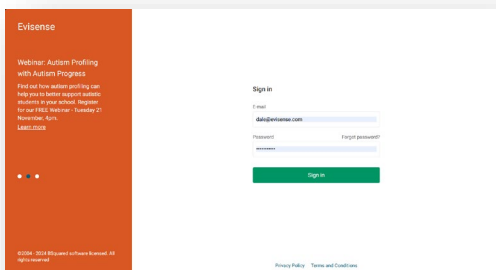 Evisense
Webinar: Autism Profiling
with Autism Progress
Find out how autism profiling can
help you to better support autistic
students in your school. Register
for our FREE Webinar - Tuesday 21
November, 4pm.
Learn more
©2004 - 2024 BSquared software licensed. All
rights reserved
Sign in
E-mail
dale@evisense.com
Password
Forgot password?
••••••••••
Sign in
Privacy Policy
Terms and Conditions